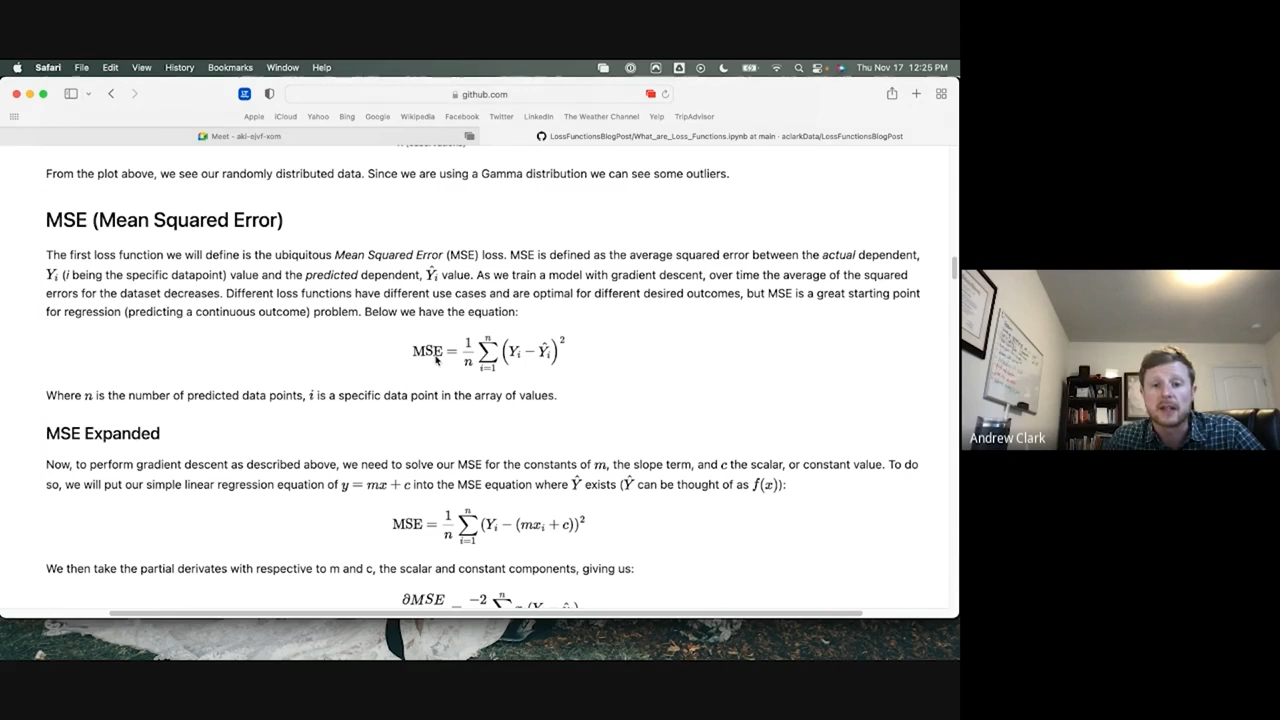 Safari File Edit View History Bookmarks Window Help Thu Nov 17 12:25 PM
github.com
Apple iCloud Yahoo Bing Google Wikipedia Facebook Twitter LinkedIn The Weather Channel Yelp TripAdvisor
Meet - aki-ejvf-xom LossFunctionsBlogPost/What_are_Loss_Functions.ipynb at main · aclarkData/LossFunctionsBlogPost
From the plot above, we see our randomly distributed data. Since we are using a Gamma distribution we can see some outliers.
MSE (Mean Squared Error)
The first loss function we will define is the ubiquitous Mean Squared Error (MSE) loss. MSE is defined as the average squared error between the actual dependent,
Yᵢ (i being the specific datapoint) value and the predicted dependent, Ŷᵢ value. As we train a model with gradient descent, over time the average of the squared
errors for the dataset decreases. Different loss functions have different use cases and are optimal for different desired outcomes, but MSE is a great starting point
for regression (predicting a continuous outcome) problem. Below we have the equation:
MSE = 1/n ∑ᵢ₌₁ⁿ (Yᵢ − Ŷᵢ)²
Where n is the number of predicted data points, i is a specific data point in the array of values.
MSE Expanded
Now, to perform gradient descent as described above, we need to solve our MSE for the constants of m, the slope term, and c the scalar, or constant value. To do
so, we will put our simple linear regression equation of y = mx + c into the MSE equation where Ŷ exists (Ŷ can be thought of as f(x)):
MSE = 1/n ∑ᵢ₌₁ⁿ (Yᵢ − (mxᵢ + c))²
We then take the partial derivates with respective to m and c, the scalar and constant components, giving us:
∂MSE −2 n
Andrew Clark